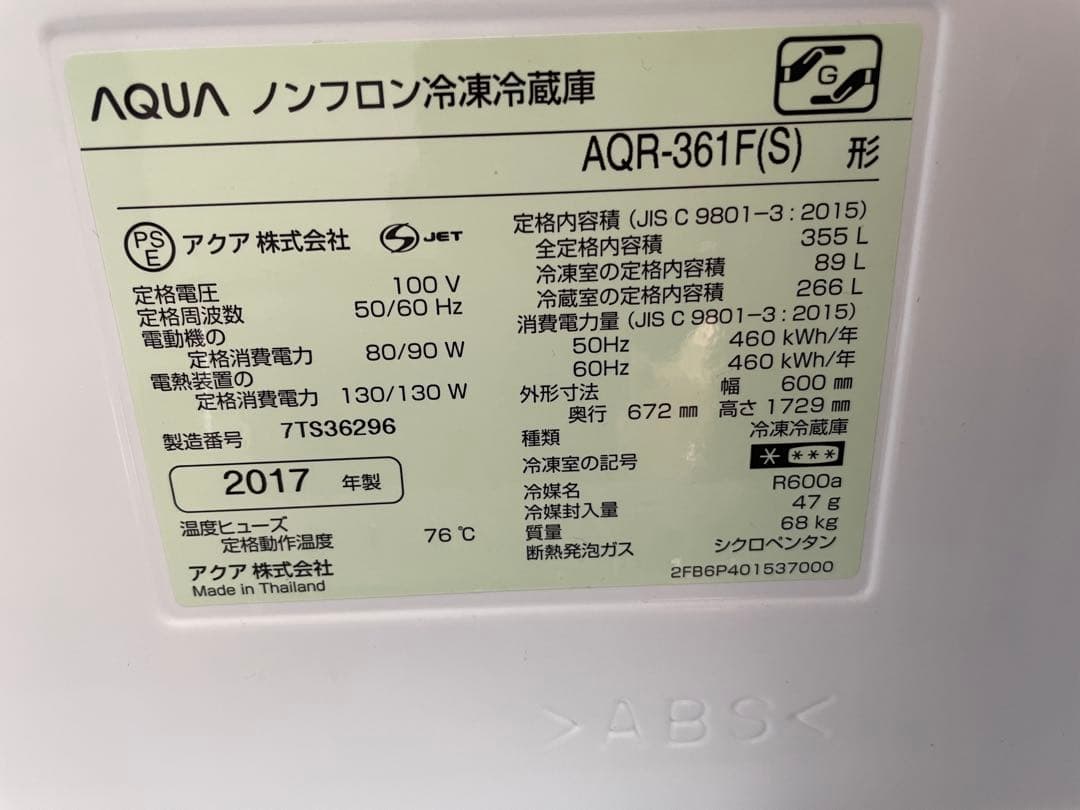 AQUA ノンフロン冷凍冷蔵庫
G
AQR-361F(S) 形
PSE アクア 株式会社 JET
定格電圧 100 V
定格周波数 50/60 Hz
電動機の
定格消費電力 80/90 W
電熱装置の
定格消費電力 130/130 W
製造番号 7TS36296
2017 年製
温度ヒューズ
定格動作温度 76 ℃
アクア 株式会社
Made in Thailand
定格内容積 (JIS C 9801-3 : 2015)
全定格内容積 355 L
冷凍室の定格内容積 89 L
冷蔵室の定格内容積 266 L
消費電力量 (JIS C 9801-3 : 2015)
50Hz 460 kWh/年
60Hz 460 kWh/年
外形寸法 幅 600 ㎜
奥行 672 ㎜ 高さ 1729 ㎜
種類 冷凍冷蔵庫
冷凍室の記号 * ***
冷媒名 R600a
冷媒封入量 47 g
質量 68 kg
断熱発泡ガス シクロペンタン
2FB6P401537000
>ABS<